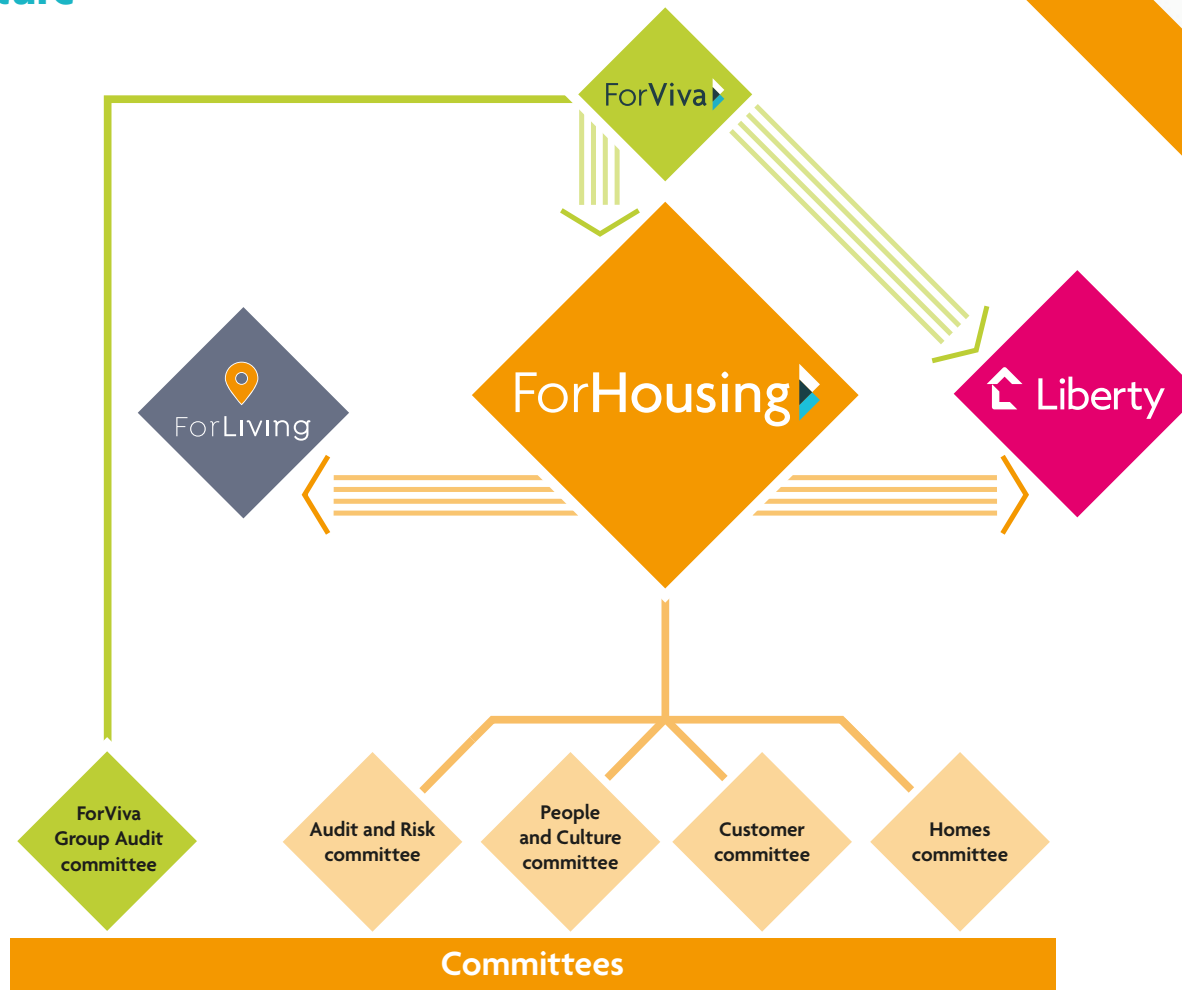 ForViva
ForHousing
ForLiving
Liberty
ForViva
Group Audit
committee
Audit and Risk
committee
People
and Culture
committee
Customer
committee
Homes
committee
Committees